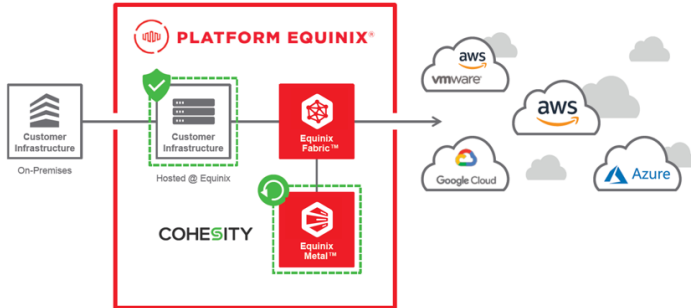 PLATFORM EQUINIX®
Customer
Infrastructure
On-Premises
Customer
Infrastructure
Hosted @ Equinix
Equinix
Fabric™
COHESITY
Equinix
Metal™
aws
vmware®
aws
Google Cloud
Azure